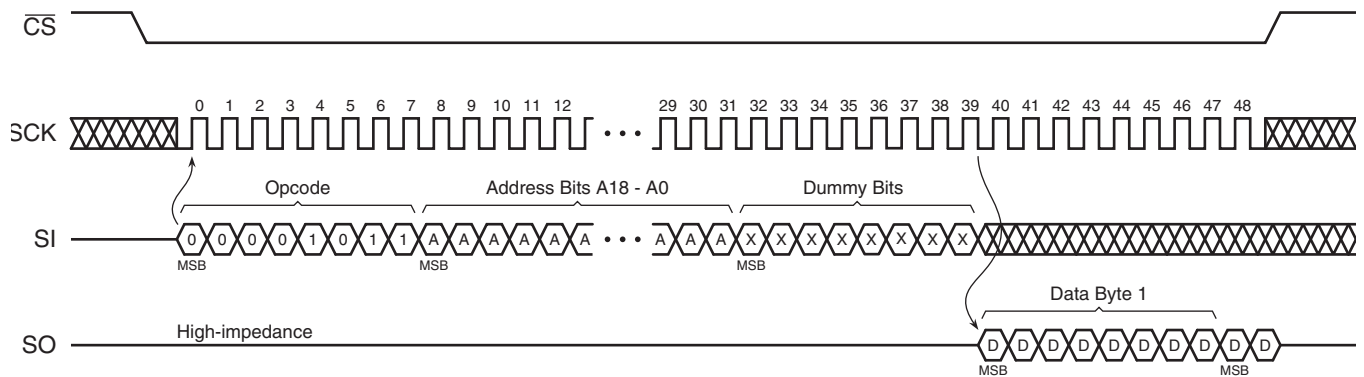 CS
0 1 2 3 4 5 6 7 8 9 10 11 12 29 30 31 32 33 34 35 36 37 38 39 40 41 42 43 44 45 46 47 48
SCK
Opcode Address Bits A18 - A0 Dummy Bits
SI 0 0 0 0 1 0 1 1 A A A A A A A A A X X X X X X X X
MSB MSB MSB
Data Byte 1
High-impedance
SO D D D D D D D D D D
MSB MSB